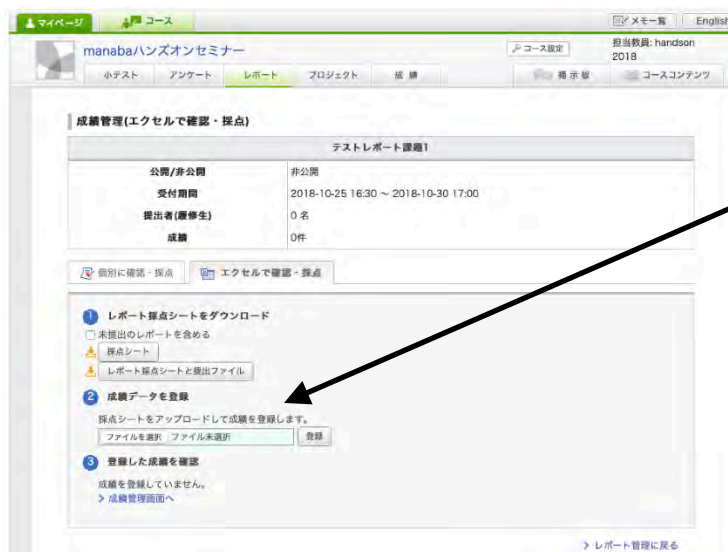 マイページ コース メモ一覧 English
manabaハンズオンセミナー コース設定 担当教員: handson
2018
小テスト アンケート レポート プロジェクト 成績 掲示板 コースコンテンツ
成績管理(エクセルで確認・採点)
テストレポート課題1
公開/非公開 非公開
受付期間 2018-10-25 16:30 ～ 2018-10-30 17:00
提出者(履修生) 0 名
成績 0件
個別に確認・採点 エクセルで確認・採点
1 レポート採点シートをダウンロード
未提出のレポートを含める
採点シート
レポート採点シートと提出ファイル
2 成績データを登録
採点シートをアップロードして成績を登録します。
ファイルを選択 ファイル未選択 登録
3 登録した成績を確認
成績を登録していません。
> 成績管理画面へ
> レポート管理に戻る